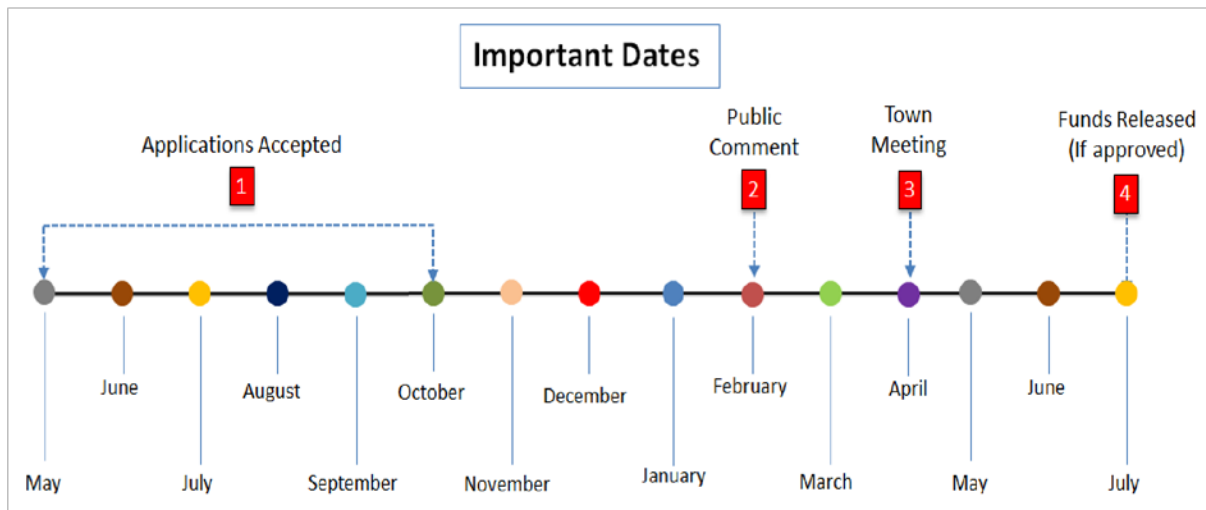 Important Dates
Applications Accepted
1
Public
Comment
2
Town
Meeting
3
Funds Released
(If approved)
4
May
June
July
August
September
October
November
December
January
February
March
April
May
June
July